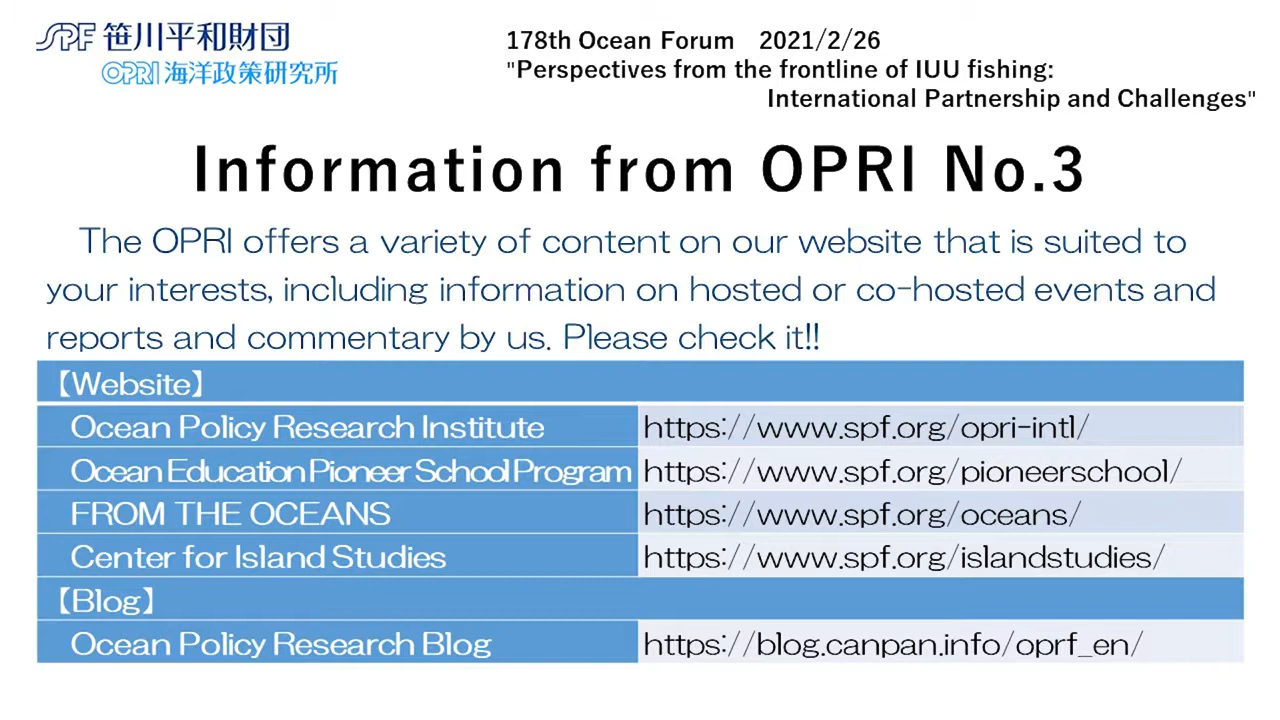 SPF 笹川平和財団
OPRI 海洋政策研究所
178th Ocean Forum 2021/2/26
"Perspectives from the frontline of IUU fishing:
International Partnership and Challenges"
Information from OPRI No.3
The OPRI offers a variety of content on our website that is suited to
your interests, including information on hosted or co-hosted events and
reports and commentary by us. Please check it!!
【Website】
Ocean Policy Research Institute https://www.spf.org/opri-intl/
Ocean Education Pioneer School Program https://www.spf.org/pioneerschool/
FROM THE OCEANS https://www.spf.org/oceans/
Center for Island Studies https://www.spf.org/islandstudies/
【Blog】
Ocean Policy Research Blog https://blog.canpan.info/oprf_en/